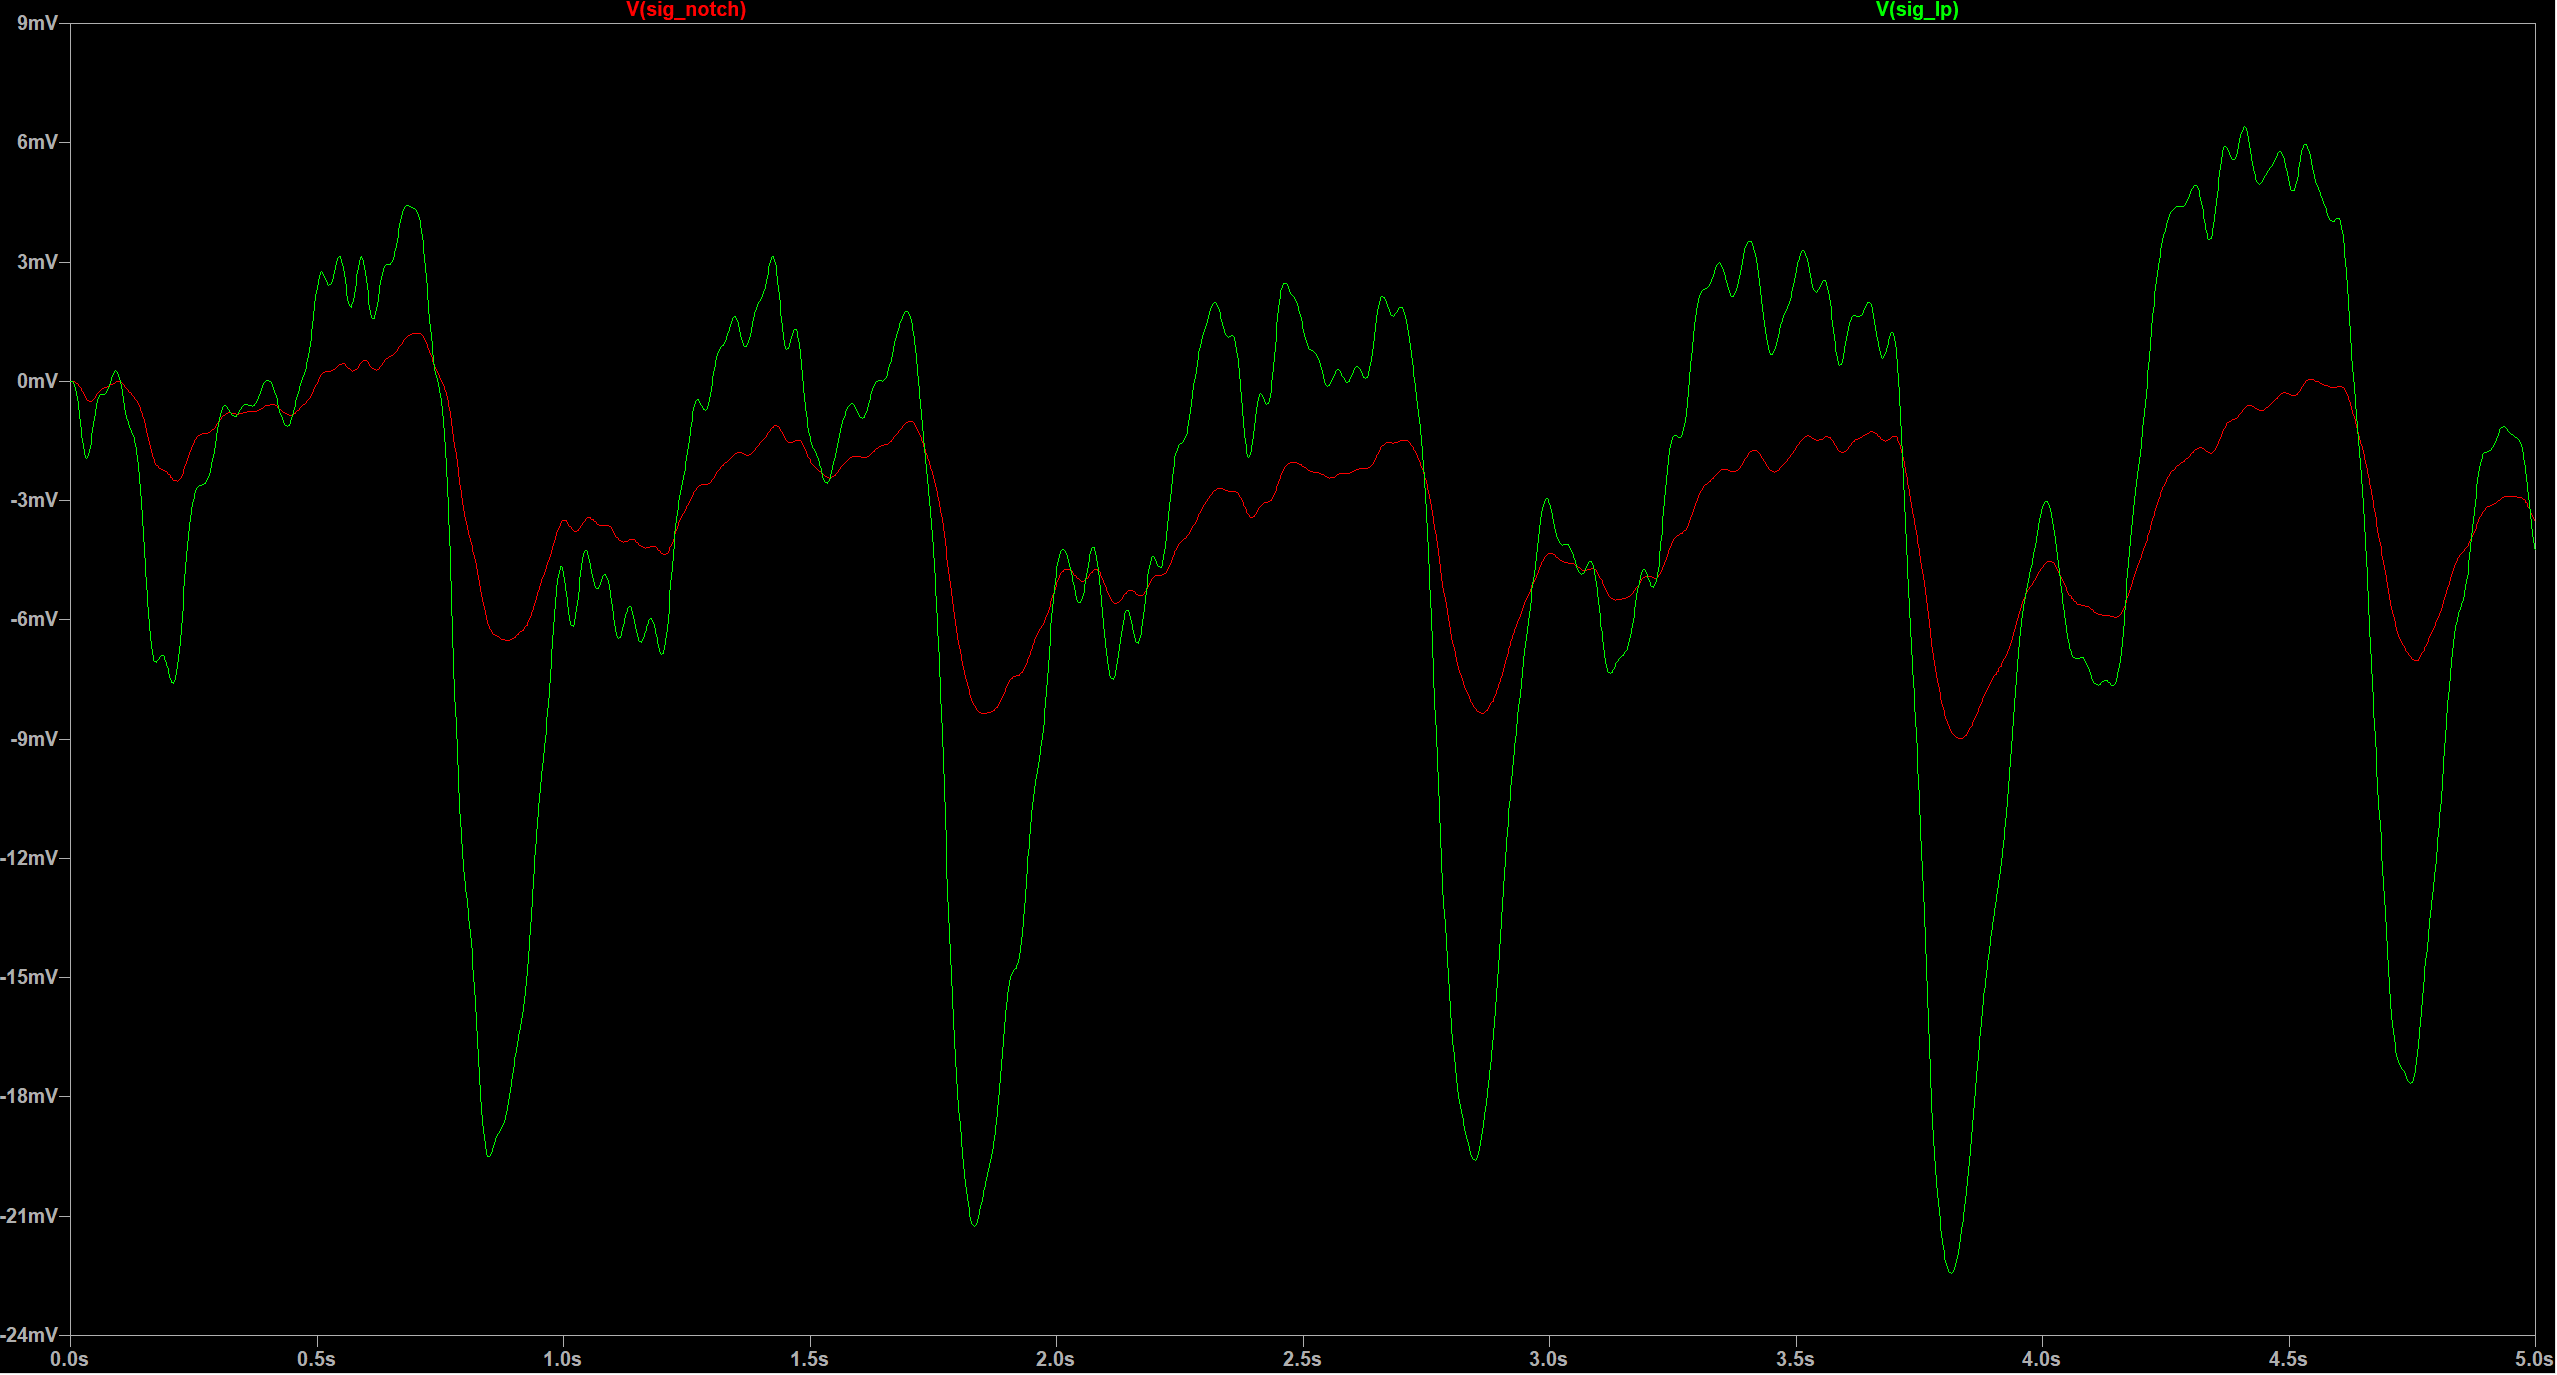 V(sig_notch) V(sig_lp)
9mV
6mV
3mV
0mV
-3mV
-6mV
-9mV
-12mV
-15mV
-18mV
-21mV
-24mV
0.0s 0.5s 1.0s 1.5s 2.0s 2.5s 3.0s 3.5s 4.0s 4.5s 5.0s